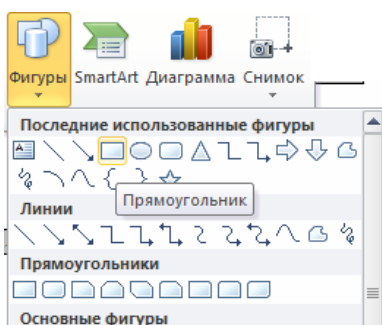 Фигуры SmartArt Диаграмма Снимок
Последние использованные фигуры
Прямоугольник
Линии
Прямоугольники
Основные фигуры